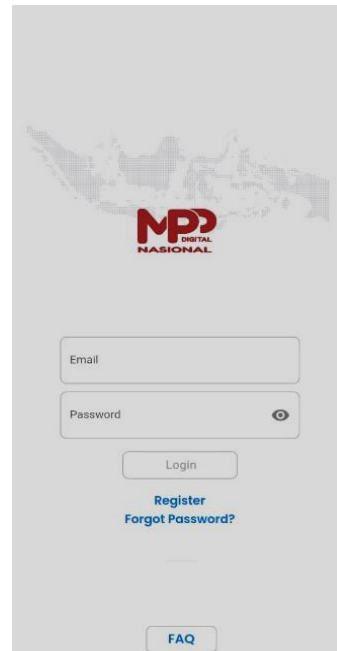 MPP
DIGITAL
NASIONAL
Email
Password
Login
Register
Forgot Password?
FAQ